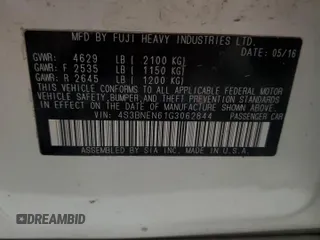 MFD BY FUJI HEAVY INDUSTRIES LTD.
DATE: 05/16
GVWR: 4629 LB ( 2100 KG)
GAWR: F 2535 LB ( 1150 KG)
GAWR: R 2645 LB ( 1200 KG)
THIS VEHICLE CONFORMS TO ALL APPLICABLE FEDERAL MOTOR
VEHICLE SAFETY, BUMPER, AND THEFT PREVENTION STANDARDS
IN EFFECT ON THE DATE OF MANUFACTURE SHOWN ABOVE.
VIN: 4S3BNEN61G3062844 PASSENGER CAR
ASSEMBLED BY SIA INC. MADE IN U.S.A.
DREAMBID
dreambid.com